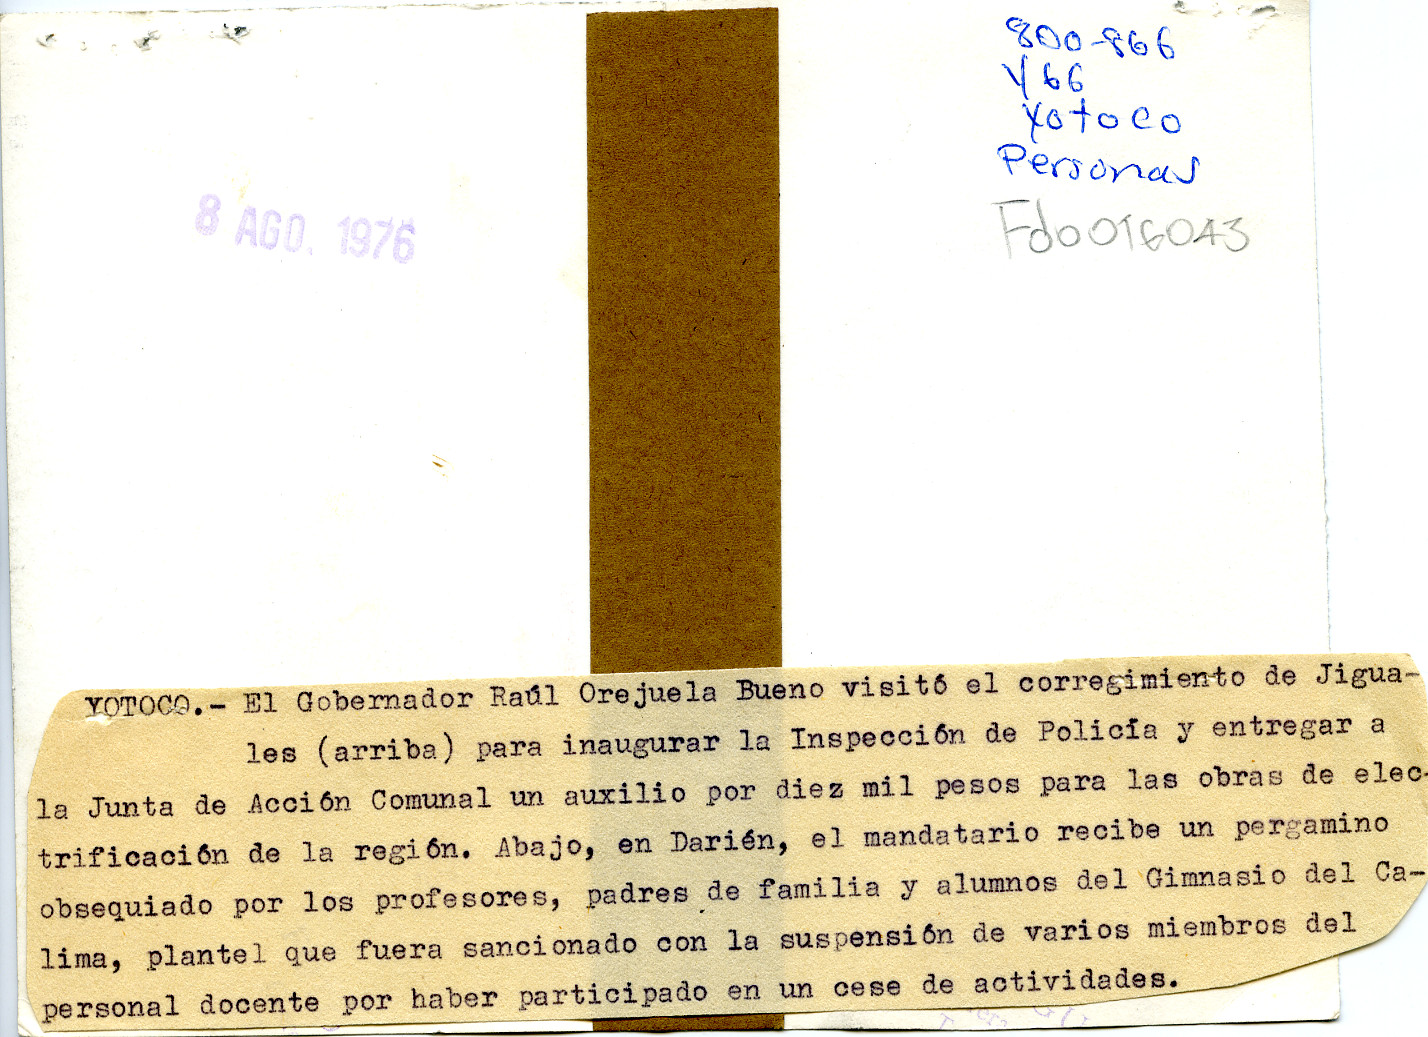 800-866
Y66
Yotoco
Personas
Fdo016043
8 AGO. 1976
YOTOCO.- El Gobernador Raúl Orejuela Bueno visitó el corregimiento de Jigua-
les (arriba) para inaugurar la Inspección de Policía y entregar a
la Junta de Acción Comunal un auxilio por diez mil pesos para las obras de elec-
trificación de la región. Abajo, en Darién, el mandatario recibe un pergamino
obsequiado por los profesores, padres de familia y alumnos del Gimnasio del Ca-
lima, plantel que fuera sancionado con la suspensión de varios miembros del
personal docente por haber participado en un cese de actividades.